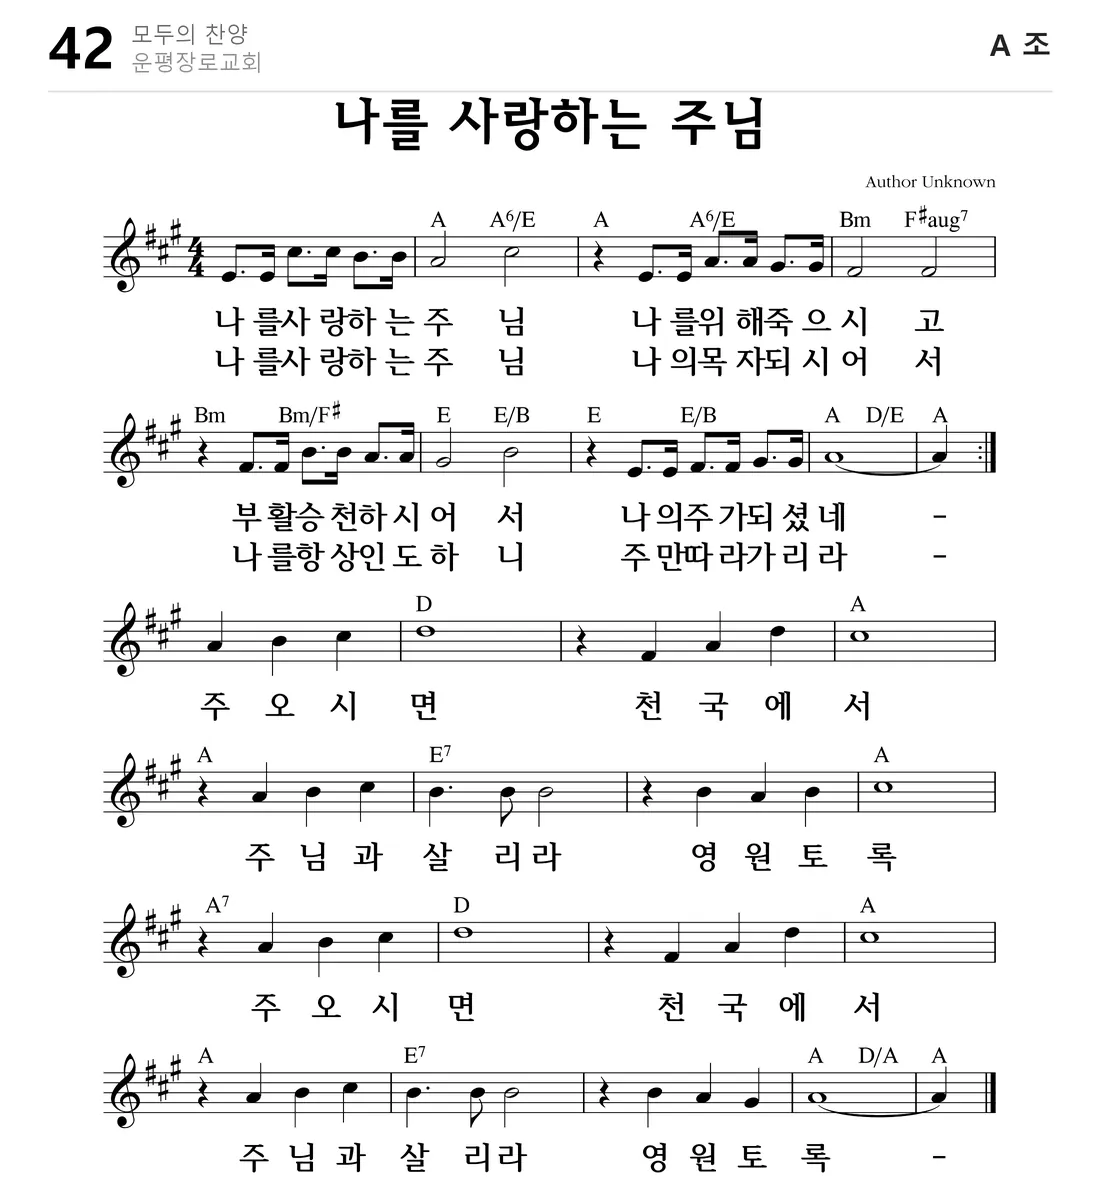 42 모두의 찬양 A 조
운평장로교회
나를 사랑하는 주님
Author Unknown
A A6/E A A6/E Bm F♯aug7
나 를사 랑하 는 주 님 나 를위 해죽 으 시 고
나 를사 랑하 는 주 님 나 의목 자되 시 어 서
Bm Bm/F♯ E E/B E E/B A D/E A
부 활승 천하 시 어 서 나 의주 가되 셨 네 -
나 를항 상인 도 하 니 주 만따 라가 리 라 -
D A
주 오 시 면 천 국 에 서
A E7 A
주 님 과 살 리 라 영 원 토 록
A7 D A
주 오 시 면 천 국 에 서
A E7 A D/A A
주 님 과 살 리 라 영 원 토 록 -